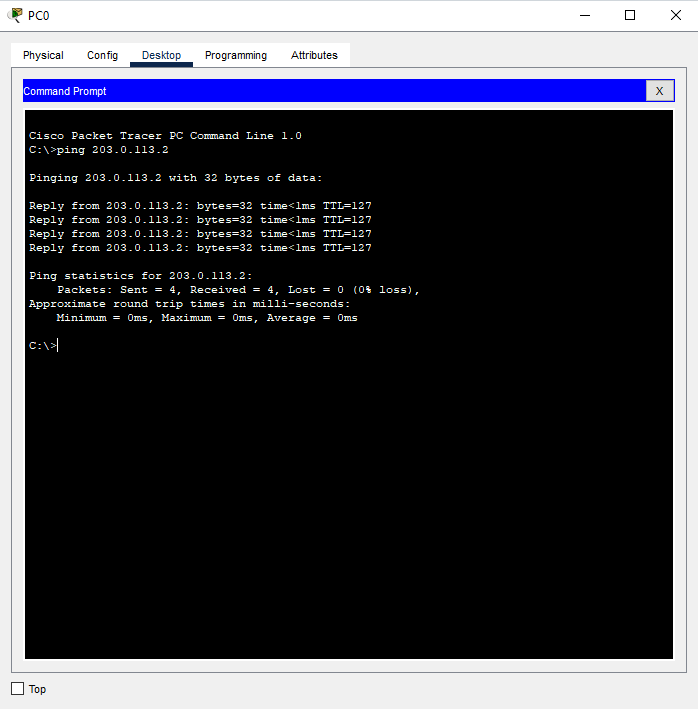 PC0
Physical Config Desktop Programming Attributes
Command Prompt X
Cisco Packet Tracer PC Command Line 1.0
C:\>ping 203.0.113.2
Pinging 203.0.113.2 with 32 bytes of data:
Reply from 203.0.113.2: bytes=32 time<1ms TTL=127
Reply from 203.0.113.2: bytes=32 time<1ms TTL=127
Reply from 203.0.113.2: bytes=32 time<1ms TTL=127
Reply from 203.0.113.2: bytes=32 time<1ms TTL=127
Ping statistics for 203.0.113.2:
Packets: Sent = 4, Received = 4, Lost = 0 (0% loss),
Approximate round trip times in milli-seconds:
Minimum = 0ms, Maximum = 0ms, Average = 0ms
C:\>
Top